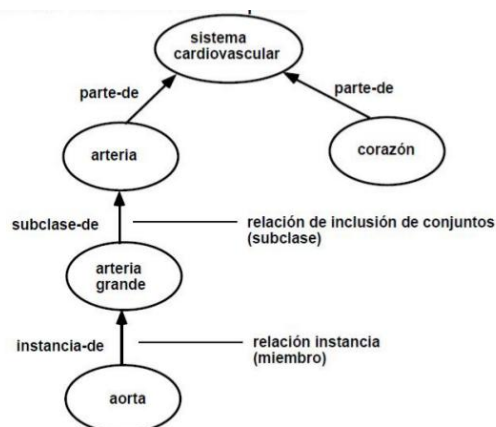 sistema
cardiovascular
parte-de
parte-de
arteria
corazón
subclase-de
relación de inclusión de conjuntos
(subclase)
arteria
grande
instancia-de
relación instancia
(miembro)
aorta